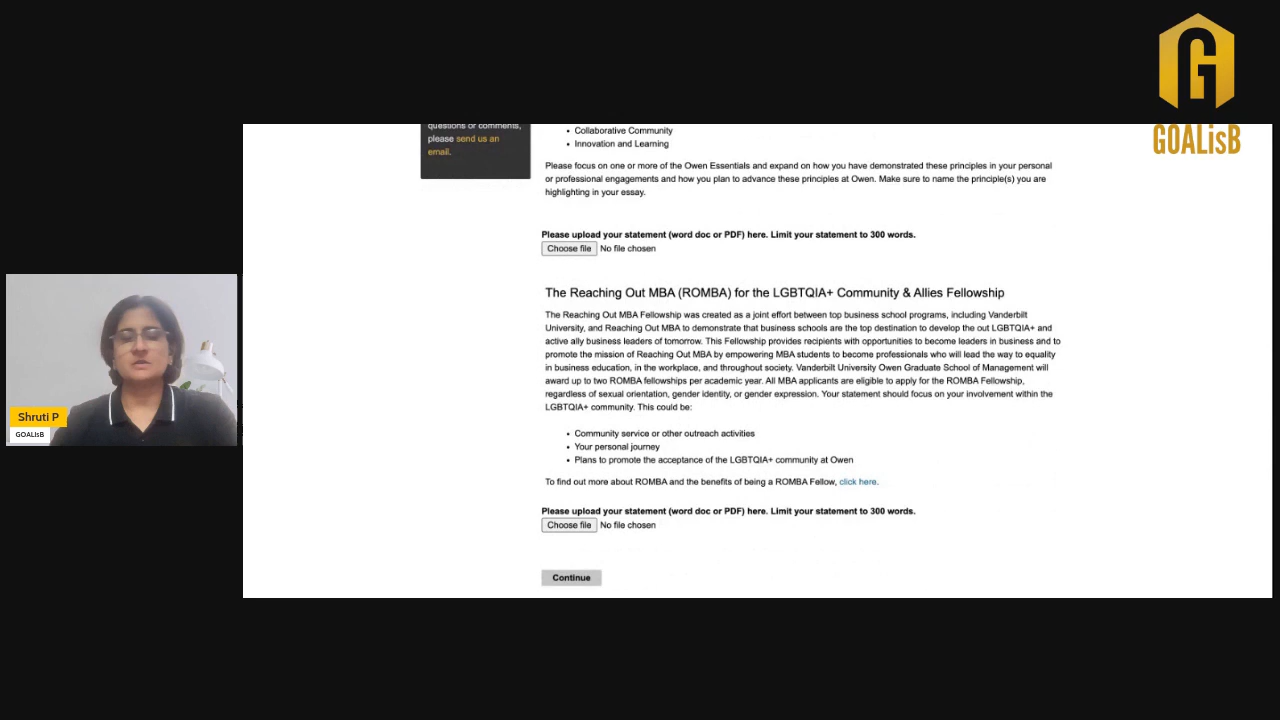 GOALisB
questions or comments,
please send us an
email.
• Collaborative Community
• Innovation and Learning
Please focus on one or more of the Owen Essentials and expand on how you have demonstrated these principles in your personal
or professional engagements and how you plan to advance these principles at Owen. Make sure to name the principle(s) you are
highlighting in your essay.
Please upload your statement (word doc or PDF) here. Limit your statement to 300 words.
Choose file No file chosen
The Reaching Out MBA (ROMBA) for the LGBTQIA+ Community & Allies Fellowship
The Reaching Out MBA Fellowship was created as a joint effort between top business school programs, including Vanderbilt
University, and Reaching Out MBA to demonstrate that business schools are the top destination to develop the out LGBTQIA+ and
active ally business leaders of tomorrow. This Fellowship provides recipients with opportunities to become leaders in business and to
promote the mission of Reaching Out MBA by empowering MBA students to become professionals who will lead the way to equality
in business education, in the workplace, and throughout society. Vanderbilt University Owen Graduate School of Management will
award up to two ROMBA fellowships per academic year. All MBA applicants are eligible to apply for the ROMBA Fellowship,
regardless of sexual orientation, gender identity, or gender expression. Your statement should focus on your involvement within the
LGBTQIA+ community. This could be:
• Community service or other outreach activities
• Your personal journey
• Plans to promote the acceptance of the LGBTQIA+ community at Owen
To find out more about ROMBA and the benefits of being a ROMBA Fellow, click here.
Please upload your statement (word doc or PDF) here. Limit your statement to 300 words.
Choose file No file chosen
Continue
Shruti P
GOALIsB